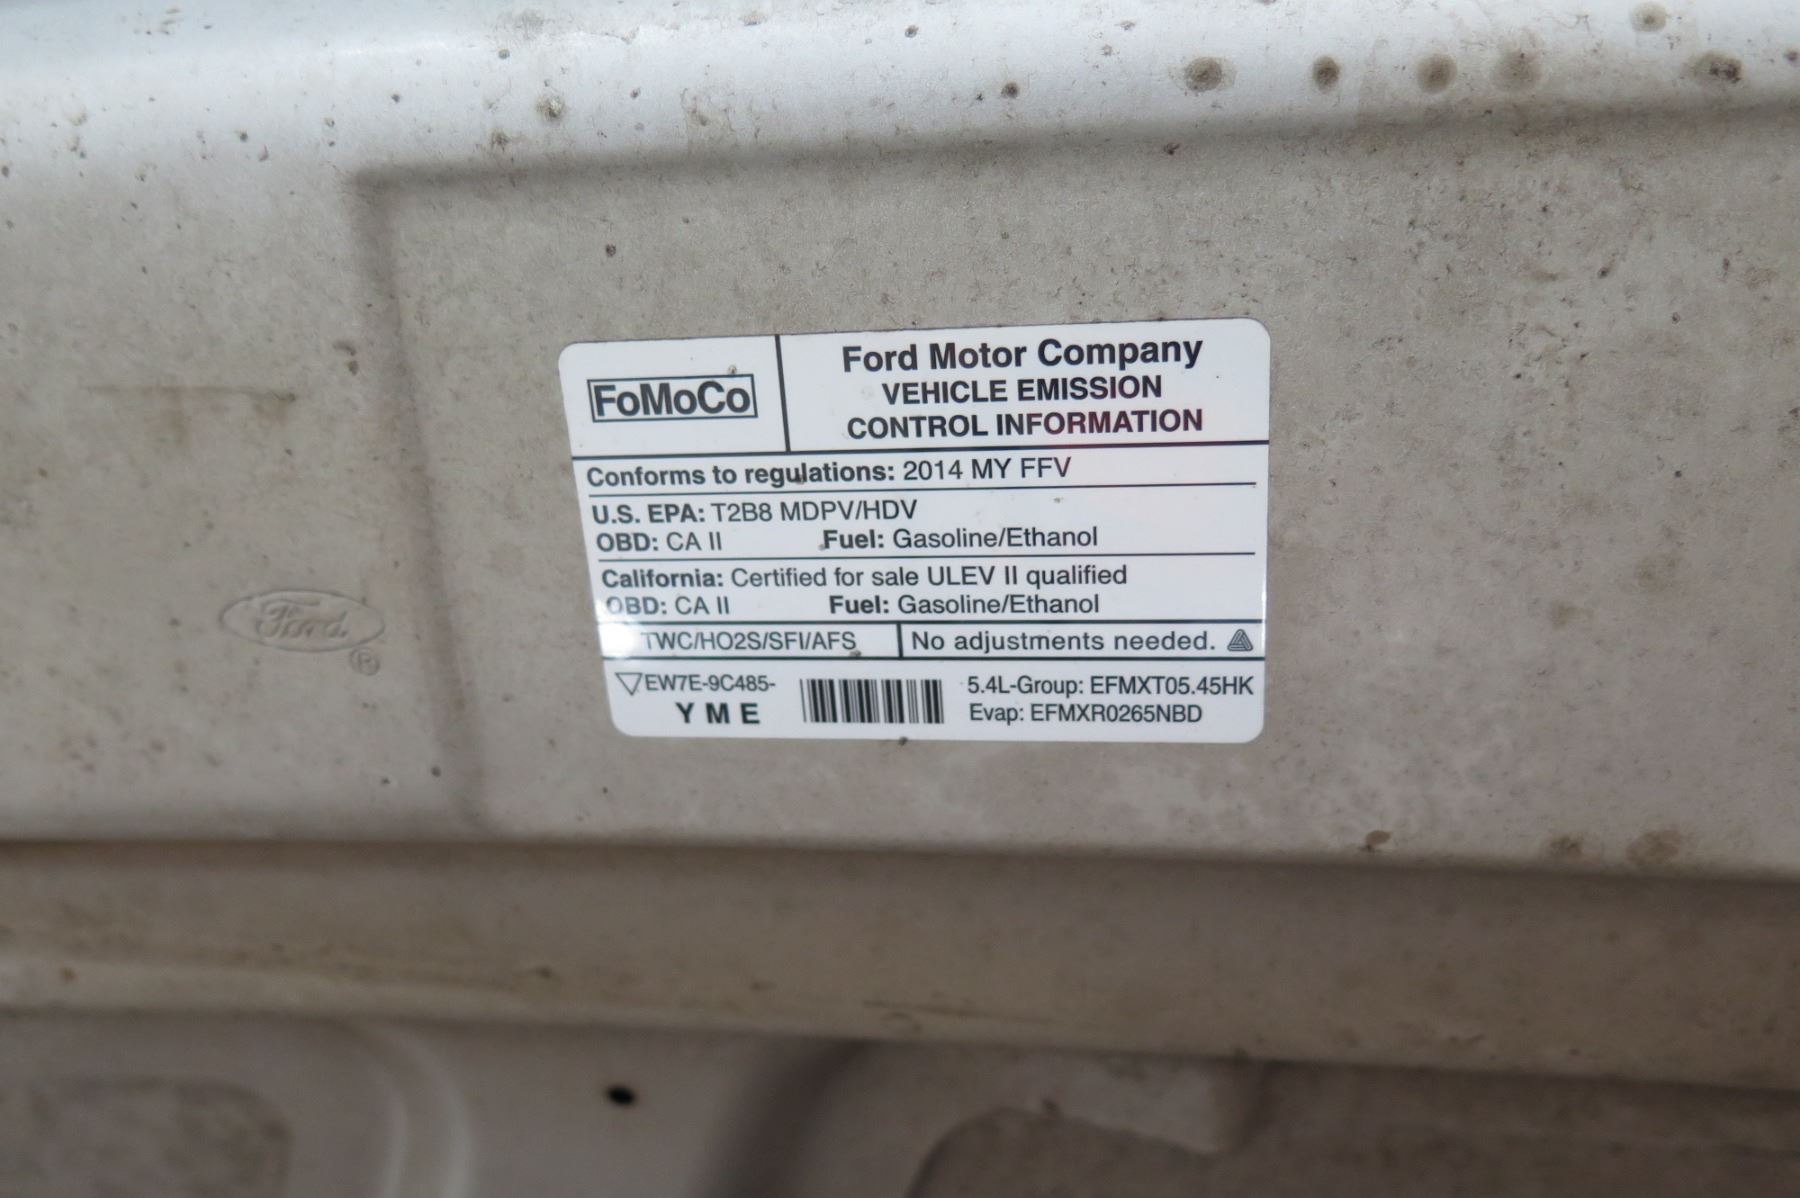 FoMoCo
Ford Motor Company
VEHICLE EMISSION
CONTROL INFORMATION
Conforms to regulations: 2014 MY FFV
U.S. EPA: T2B8 MDPV/HDV
OBD: CA II Fuel: Gasoline/Ethanol
California: Certified for sale ULEV II qualified
OBD: CA II Fuel: Gasoline/Ethanol
TWC/HO2S/SFI/AFS No adjustments needed.
EW7E-9C485- 5.4L-Group: EFMXT05.45HK
YME Evap: EFMXR0265NBD
Ford
®